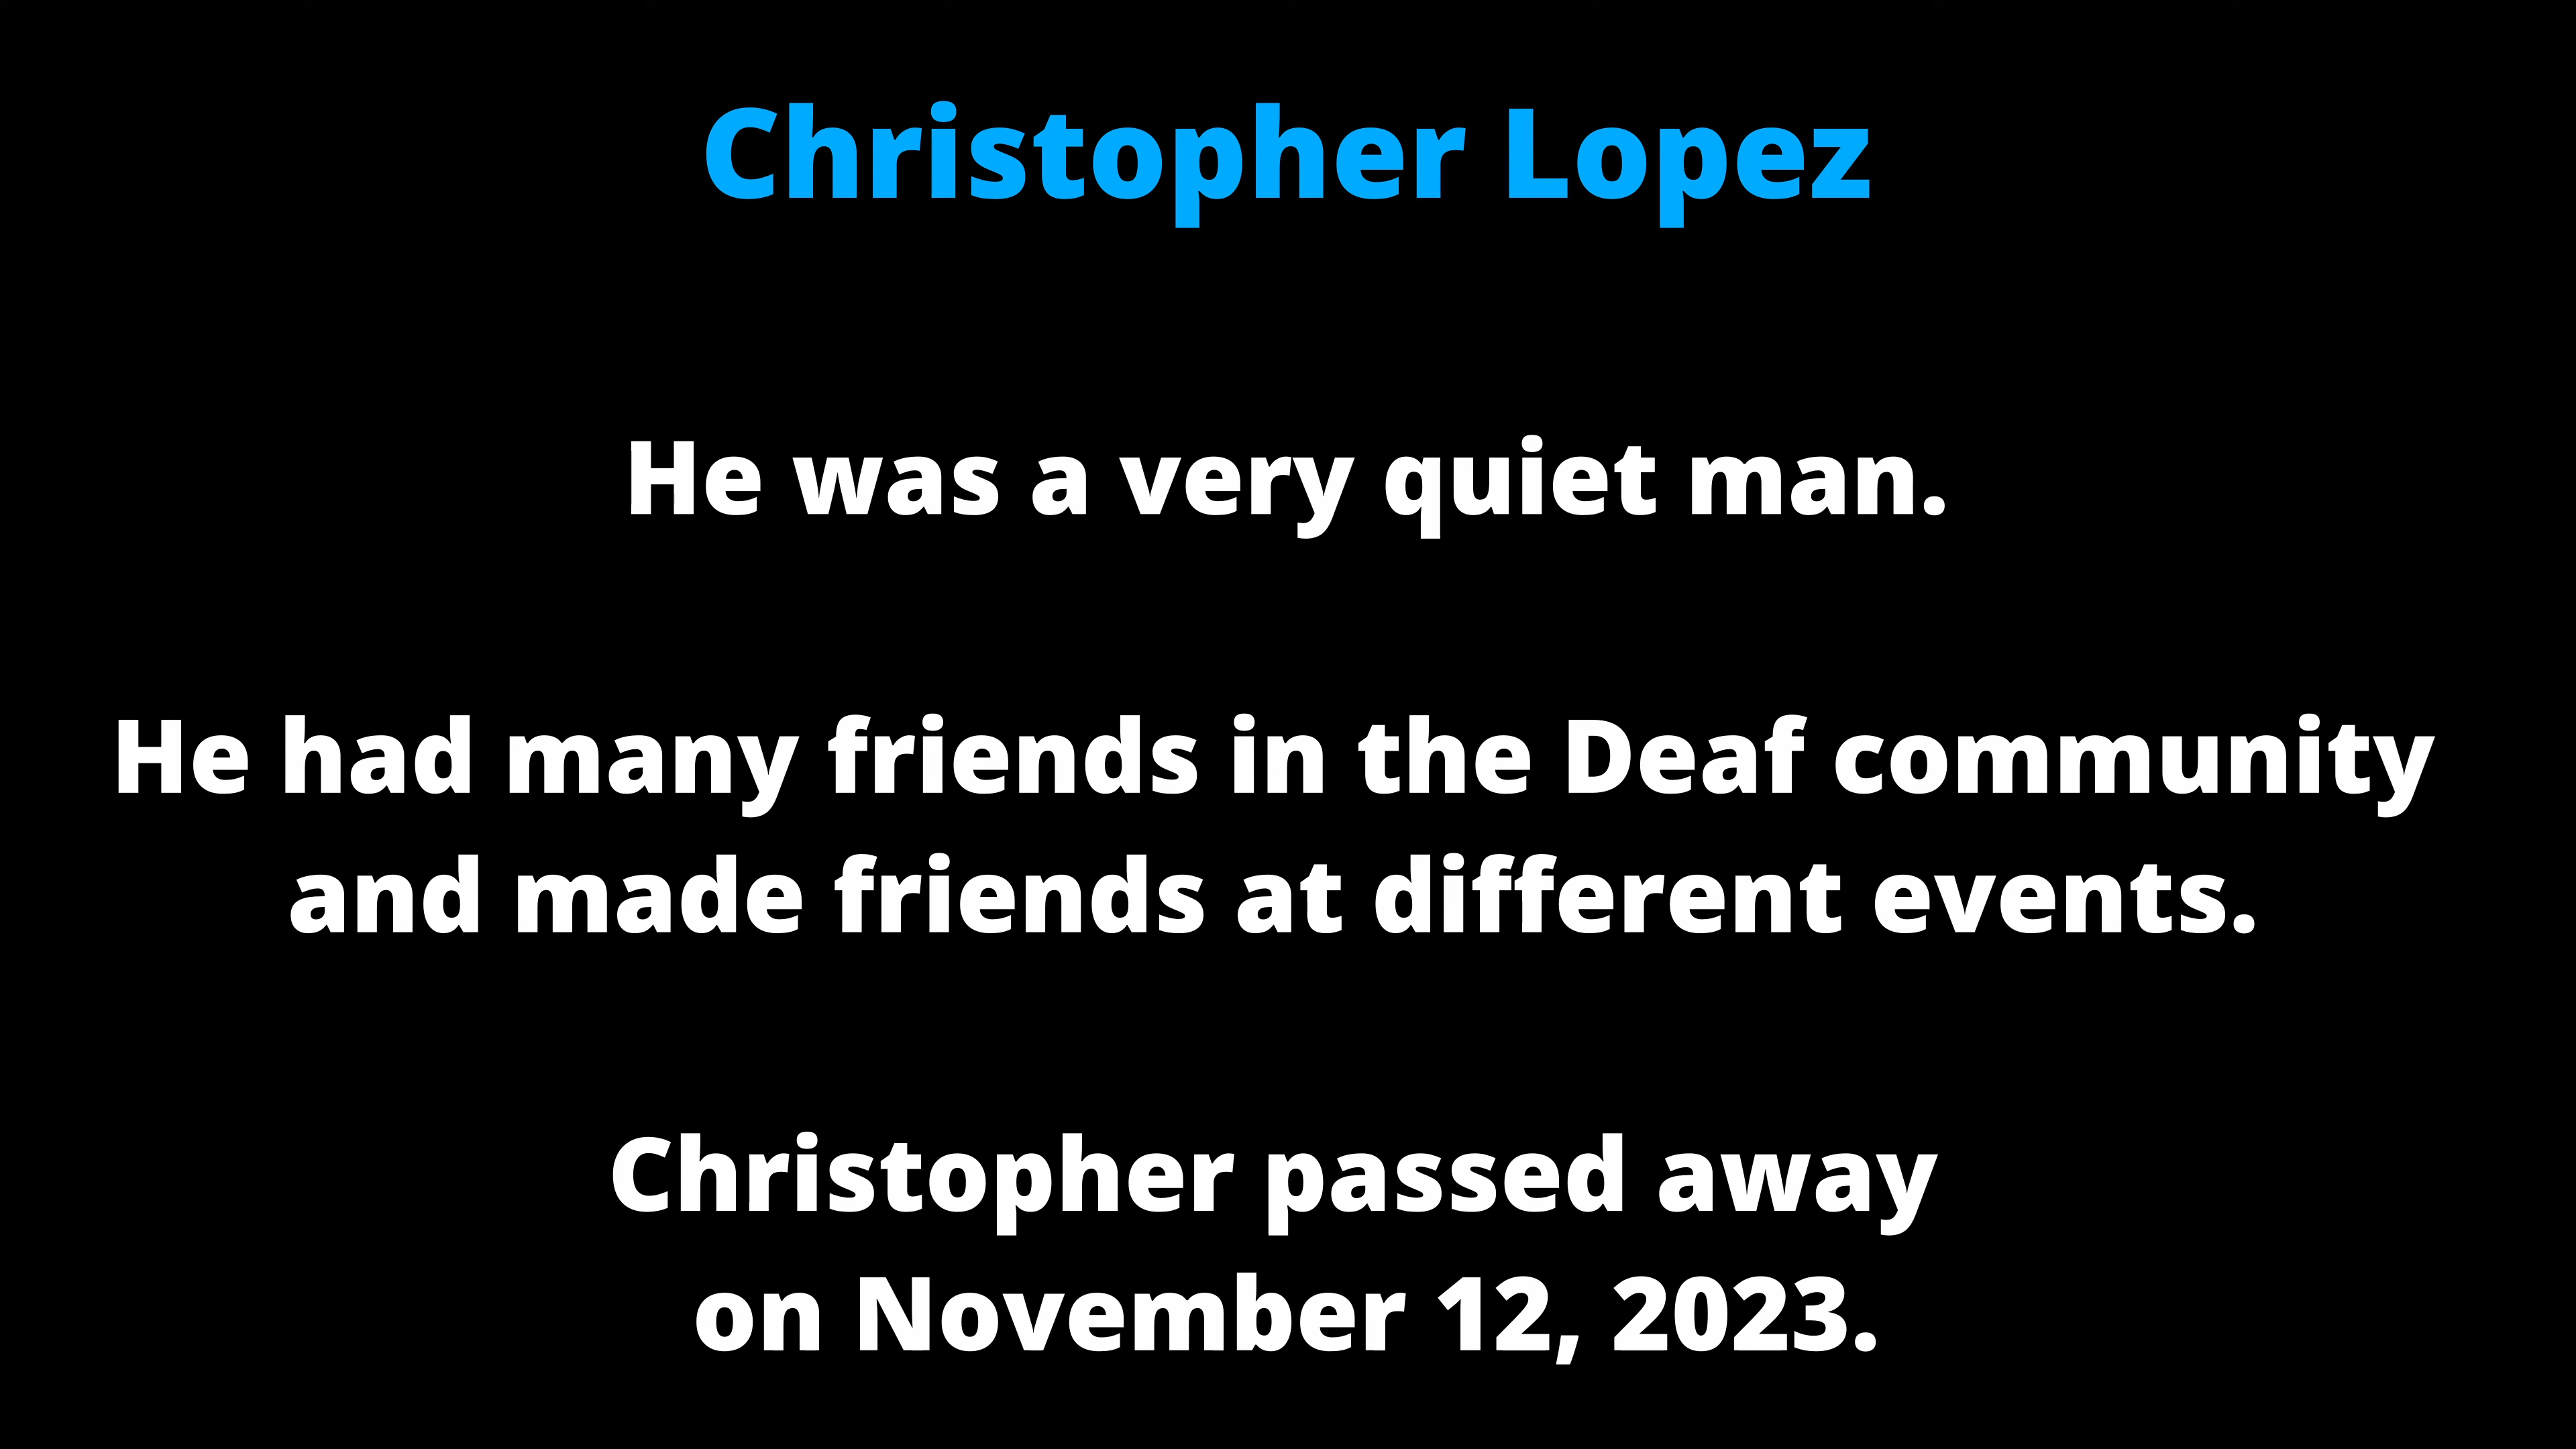 Christopher Lopez
He was a very quiet man.
He had many friends in the Deaf community
and made friends at different events.
Christopher passed away
on November 12, 2023.